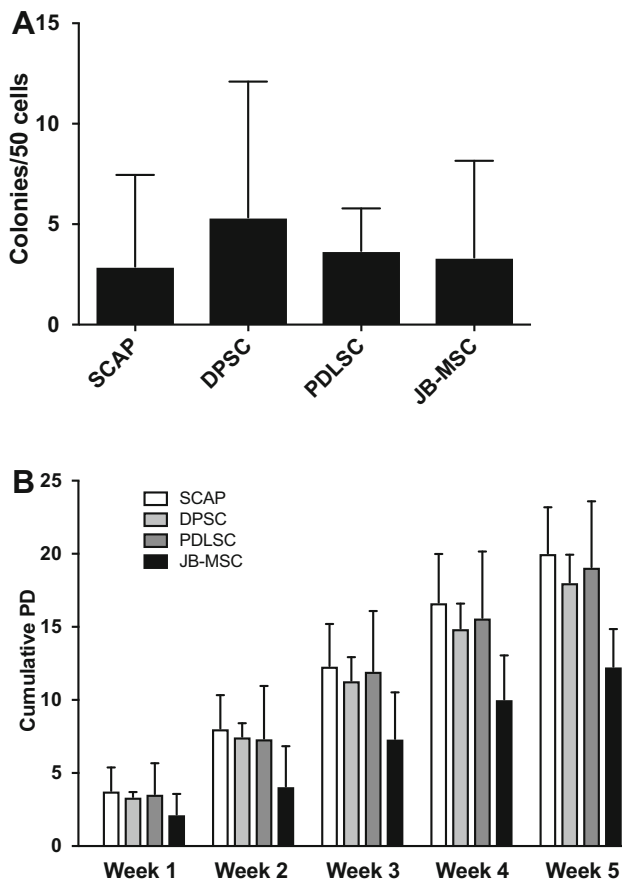 A
15
10
5
0
Colonies/50 cells
SCAP
DPSC
PDLSC
JB-MSC
B
25
20
15
10
5
0
Cumulative PD
SCAP
DPSC
PDLSC
JB-MSC
Week 1 Week 2 Week 3 Week 4 Week 5